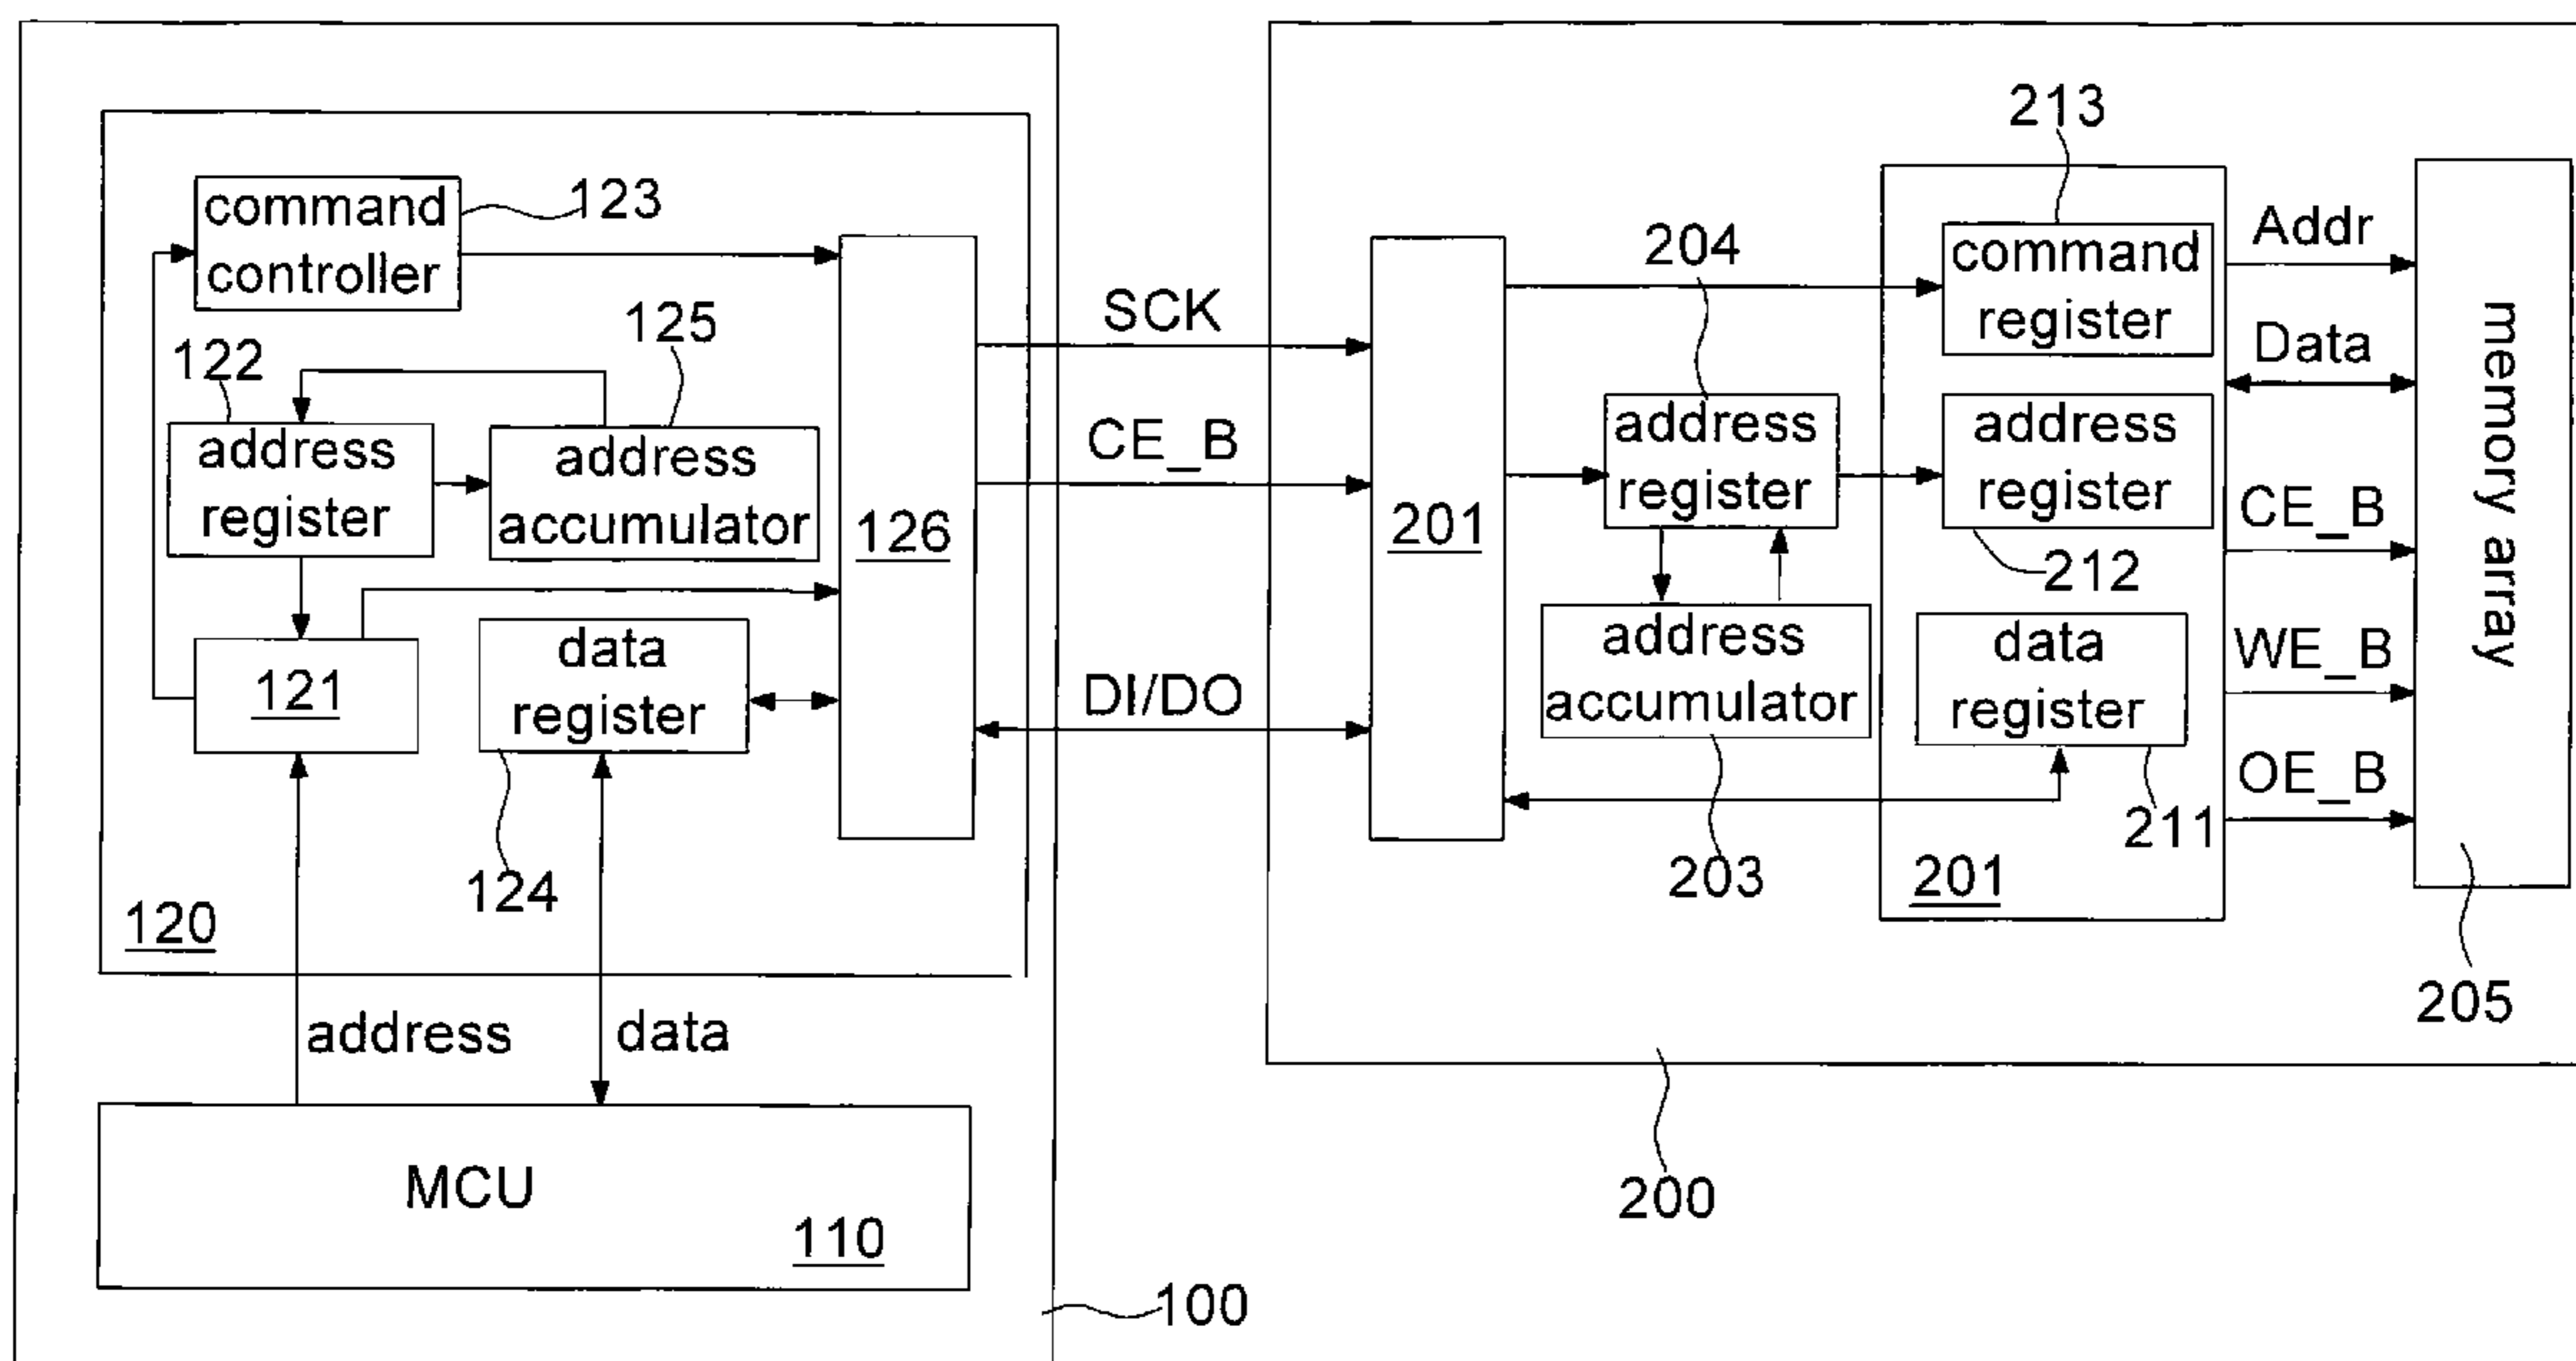 command
controller
123
122
125
address
register
address
accumulator
121
data
register
124
126
120
address
data
MCU
110
100
SCK
CE_B
DI/DO
201
204
address
register
address
accumulator
203
213
command
register
address
register
212
data
register
211
201
Addr
Data
CE_B
WE_B
OE_B
memory array
205
200